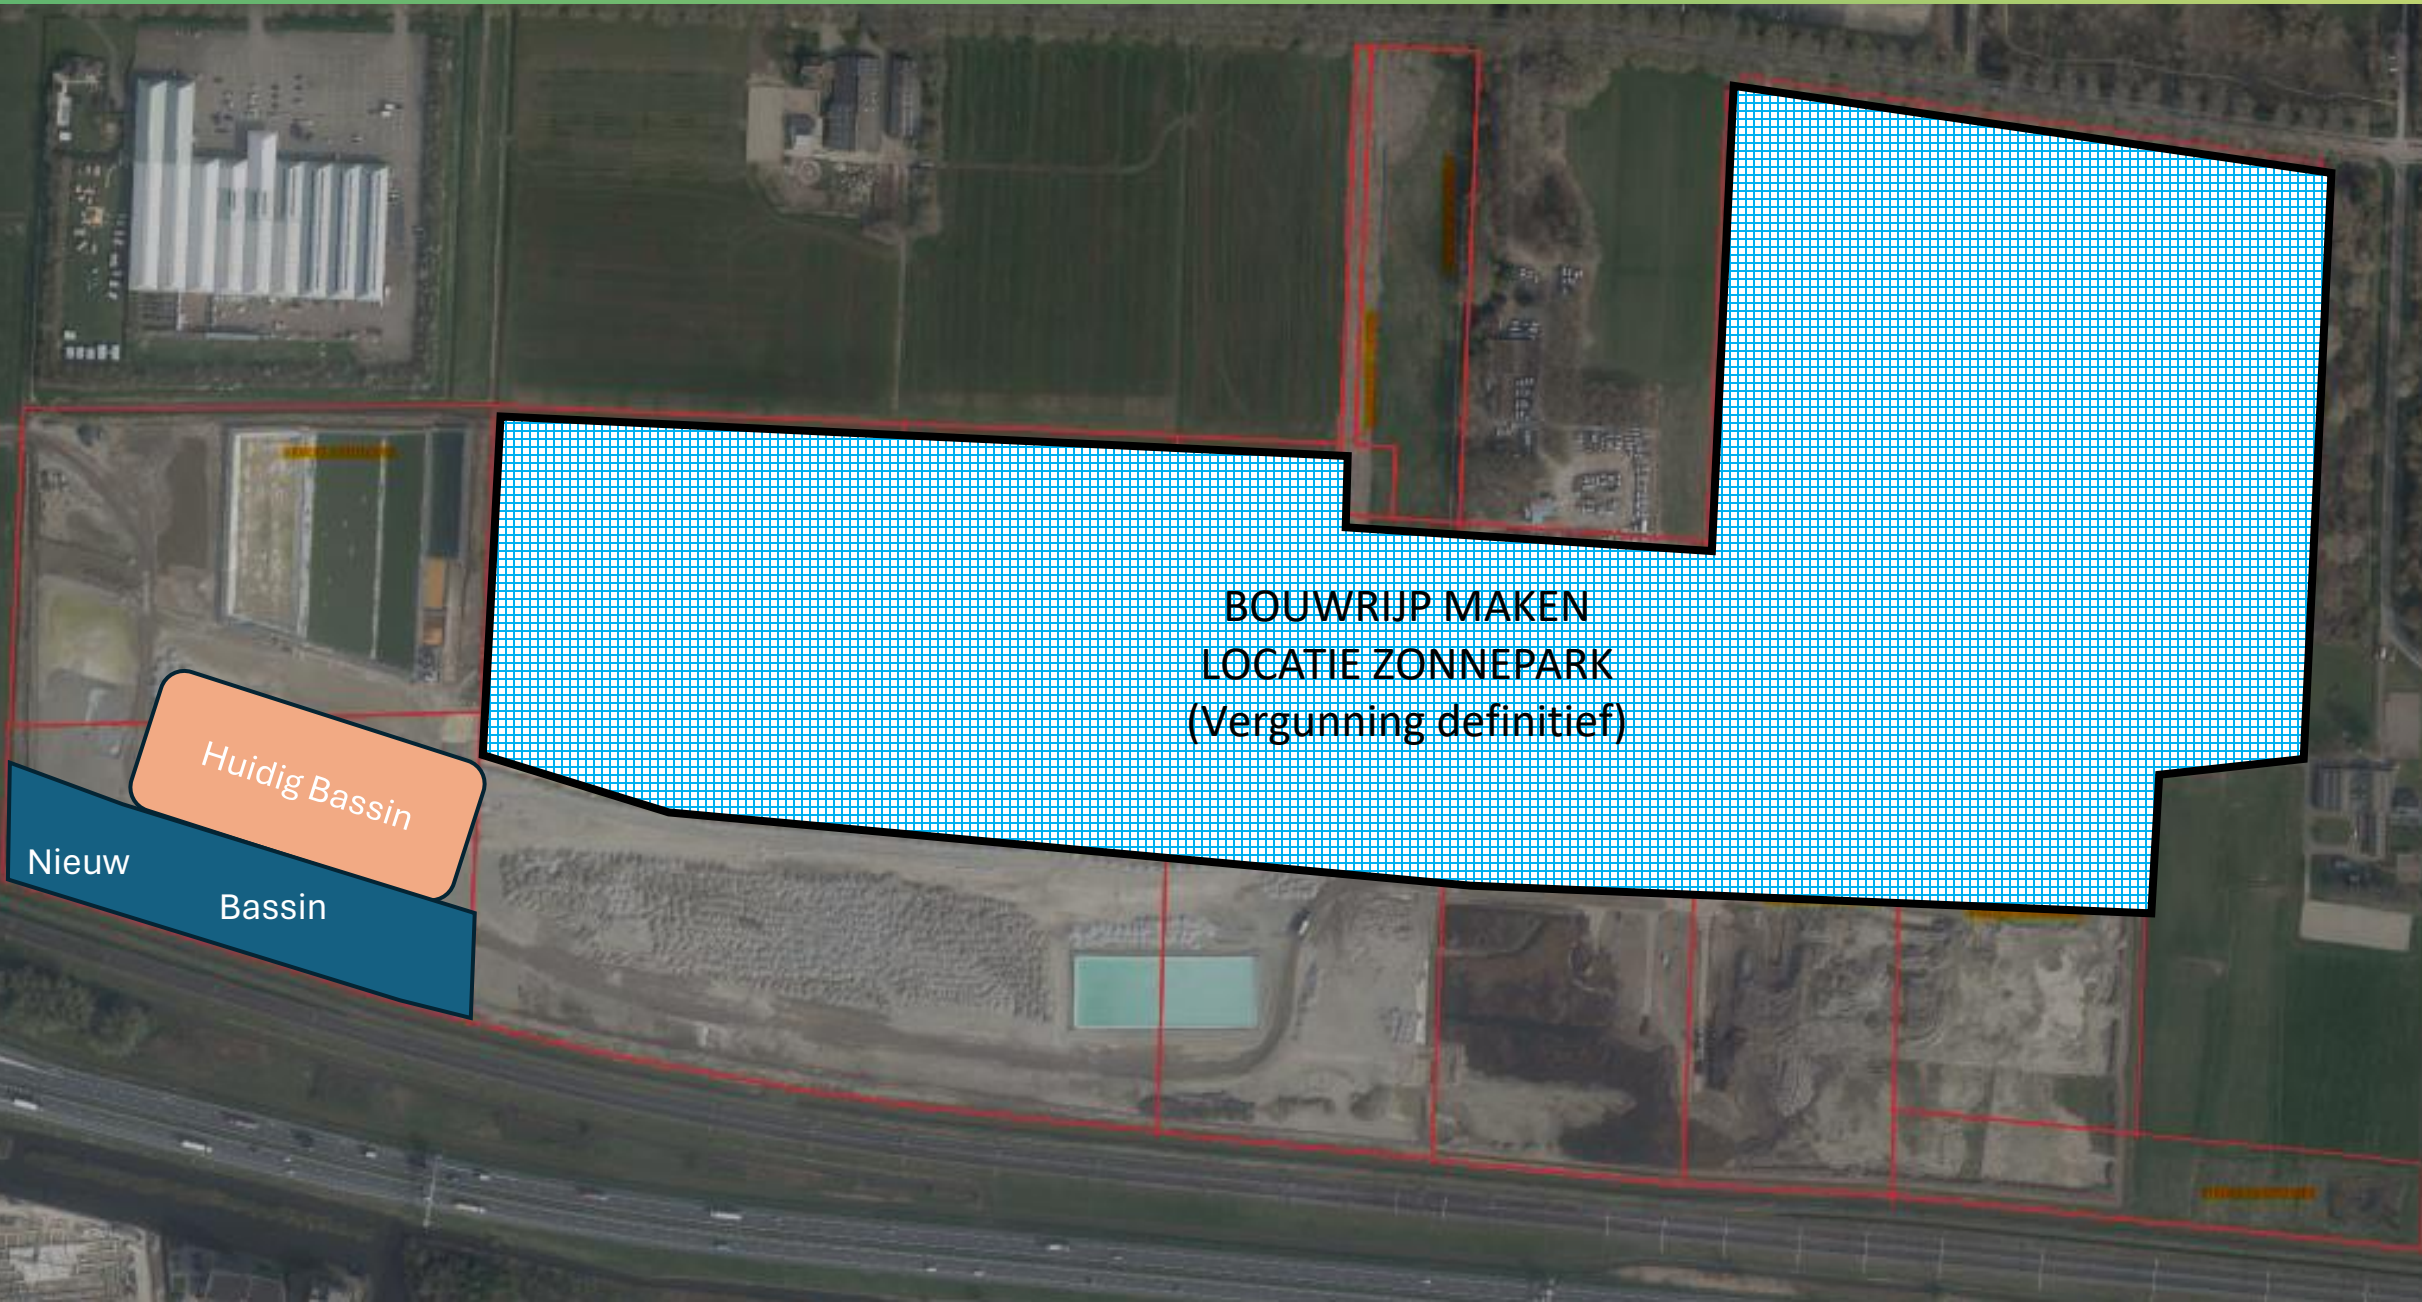 BOUWRIJP MAKEN
LOCATIE ZONNEPARK
(Vergunning definitief)
Huidig Bassin
Nieuw
Bassin